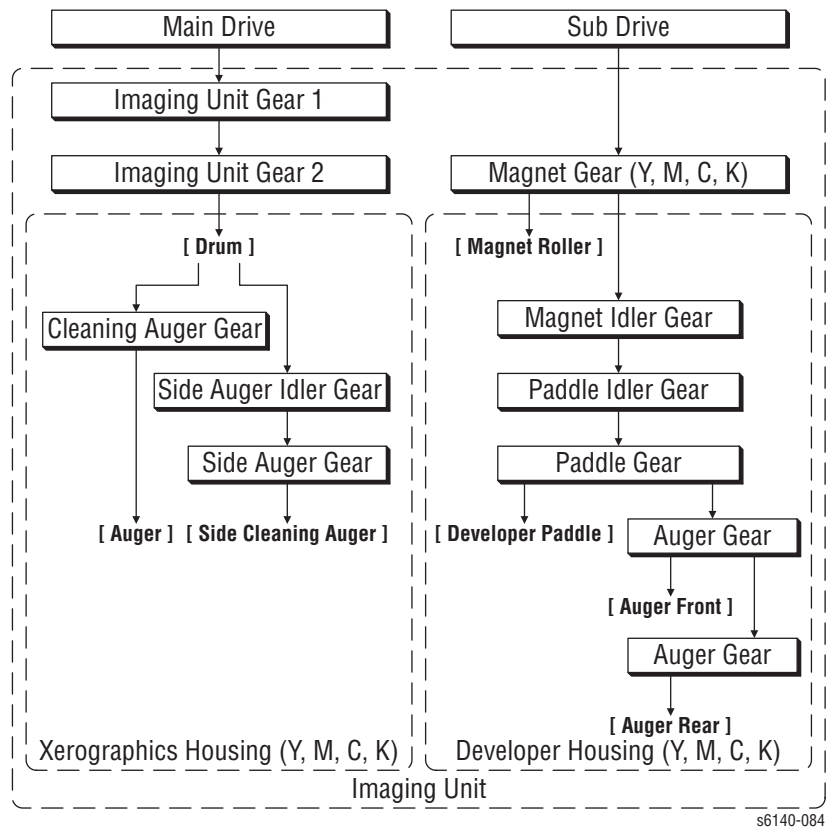 Main Drive
Sub Drive
Imaging Unit Gear 1
Imaging Unit Gear 2
Magnet Gear (Y, M, C, K)
[ Drum ]
[ Magnet Roller ]
Cleaning Auger Gear
Magnet Idler Gear
Side Auger Idler Gear
Paddle Idler Gear
Side Auger Gear
Paddle Gear
[ Auger ]
[ Side Cleaning Auger ]
[ Developer Paddle ]
Auger Gear
[ Auger Front ]
Auger Gear
[ Auger Rear ]
Xerographics Housing (Y, M, C, K)
Developer Housing (Y, M, C, K)
Imaging Unit
s6140-084